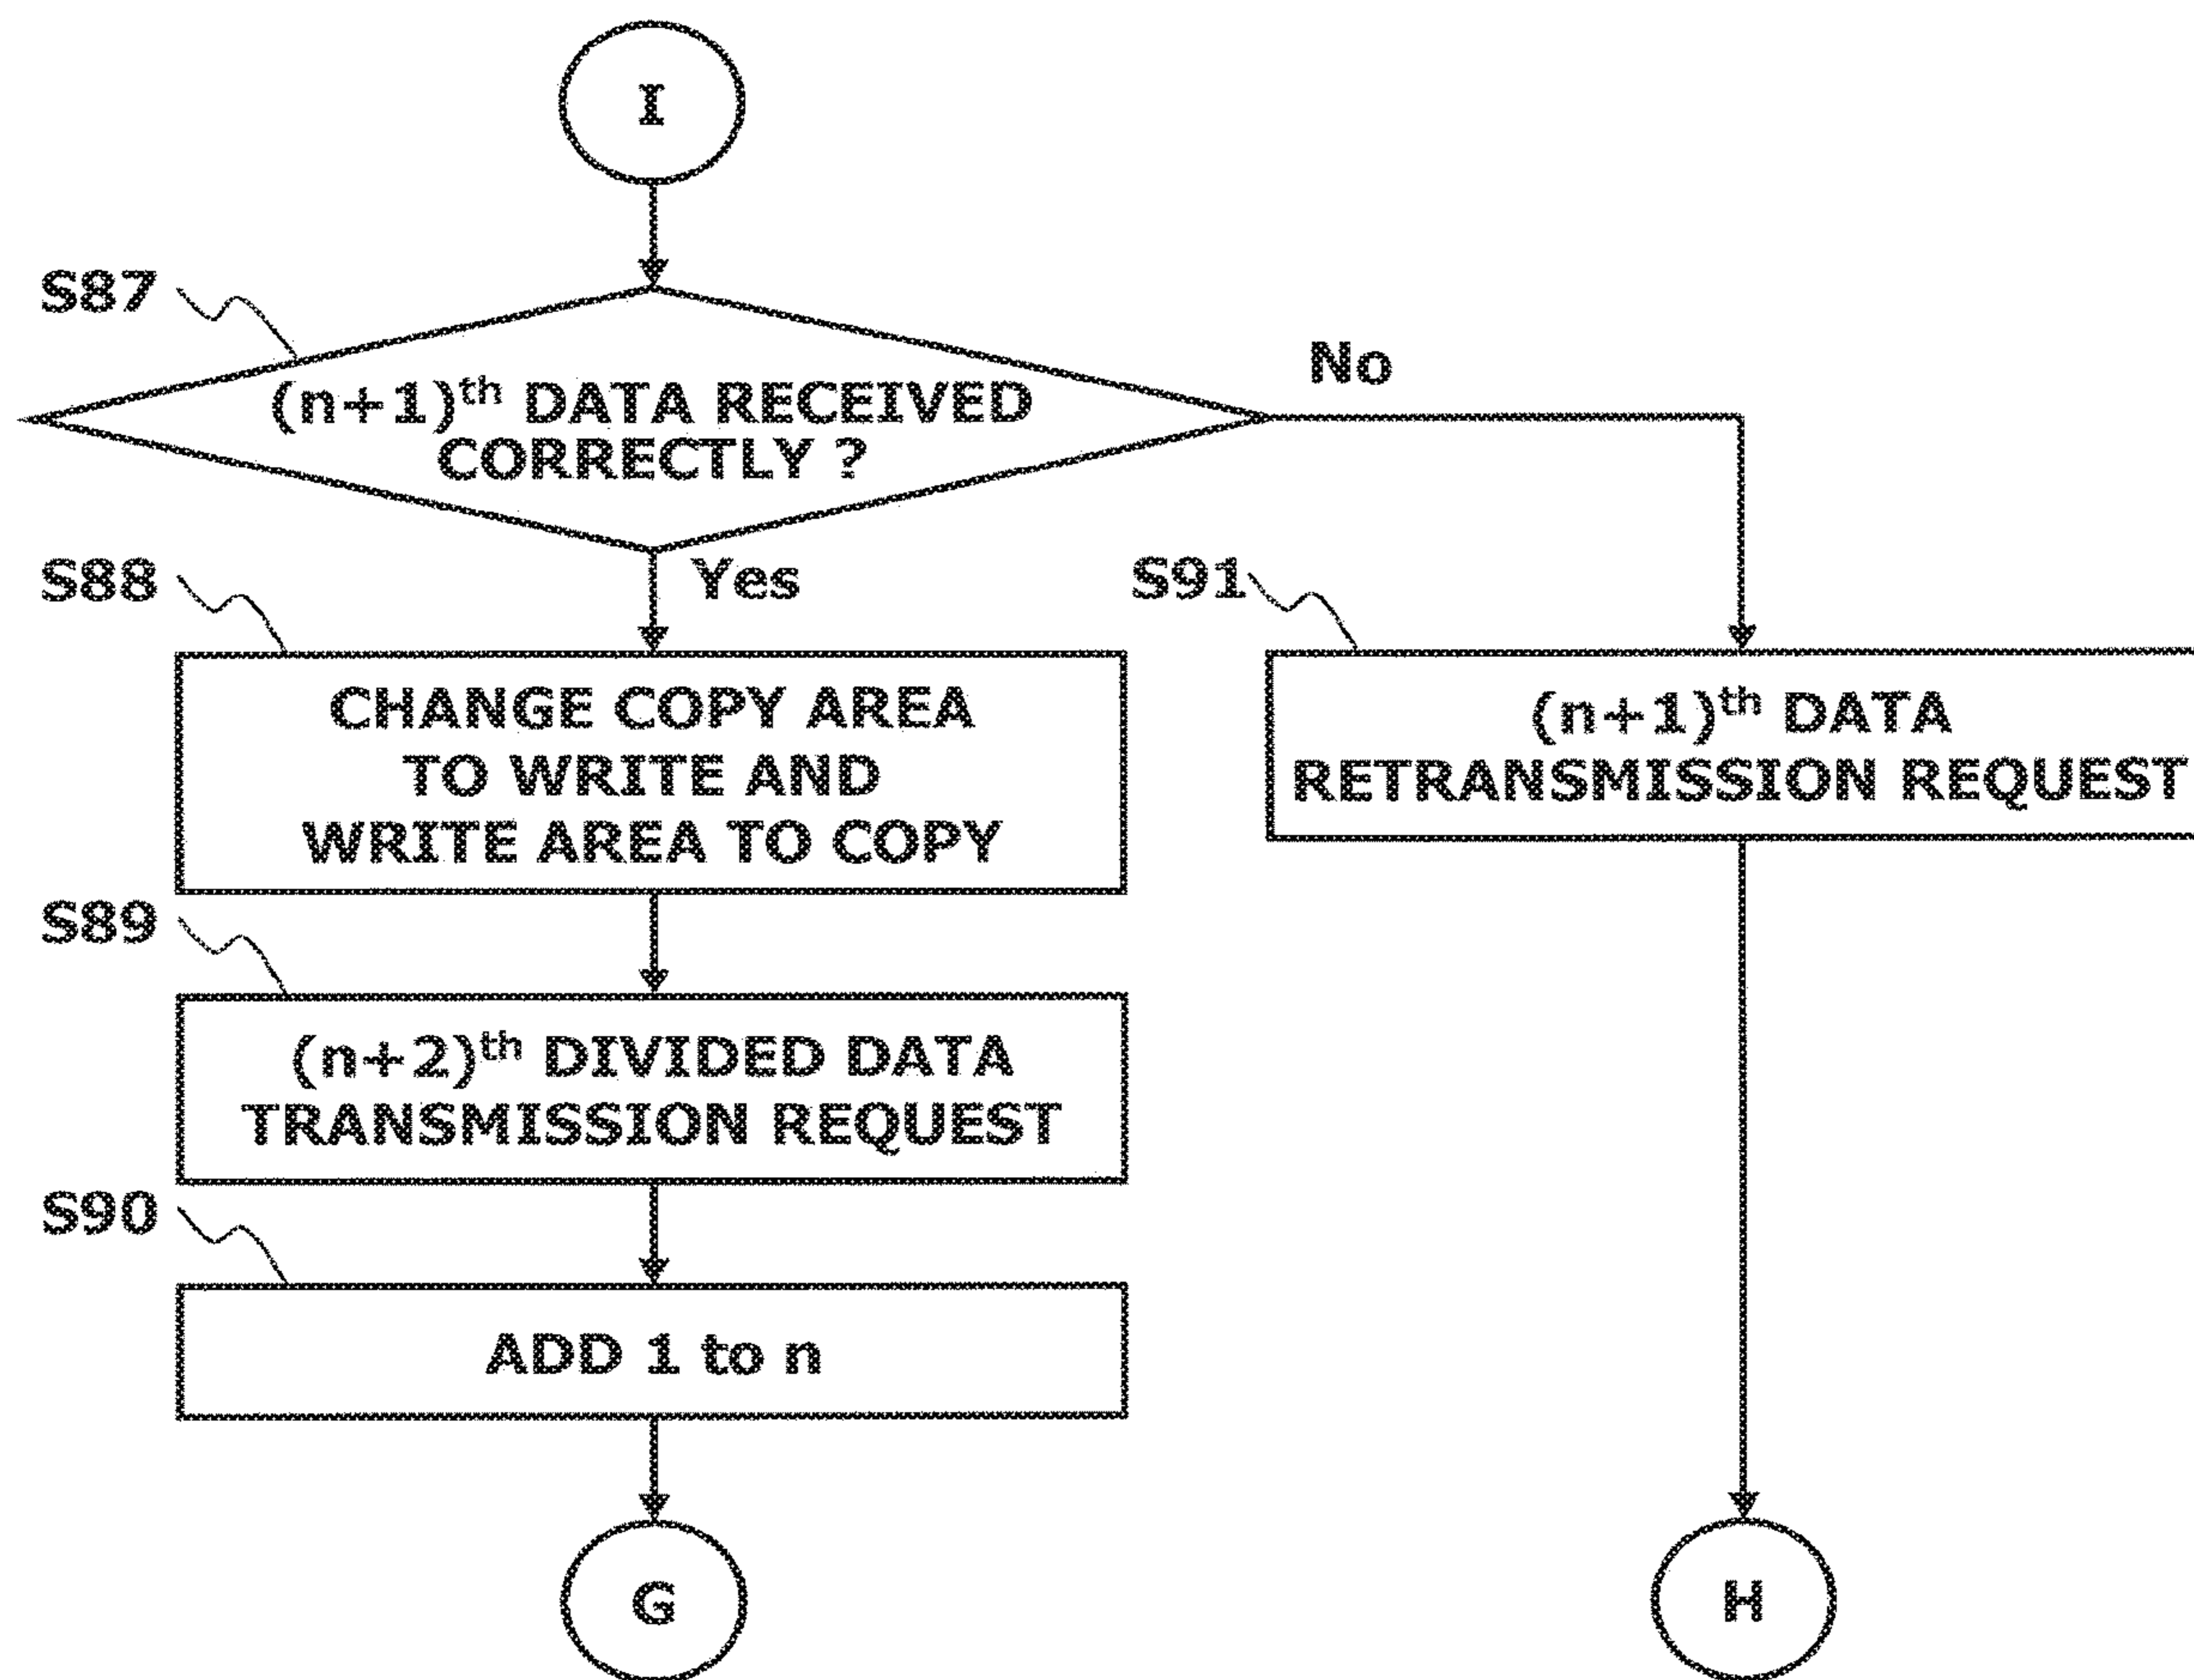 I
S87
(n+1)th DATA RECEIVED
CORRECTLY ?
No
S88
Yes
S91
CHANGE COPY AREA
TO WRITE AND
WRITE AREA TO COPY
(n+1)th DATA
RETRANSMISSION REQUEST
S89
(n+2)th DIVIDED DATA
TRANSMISSION REQUEST
S90
ADD 1 to n
G
H